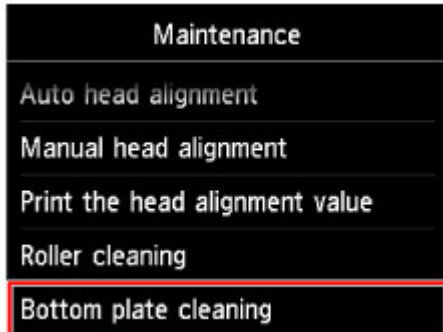 Maintenance
Auto head alignment
Manual head alignment
Print the head alignment value
Roller cleaning
Bottom plate cleaning